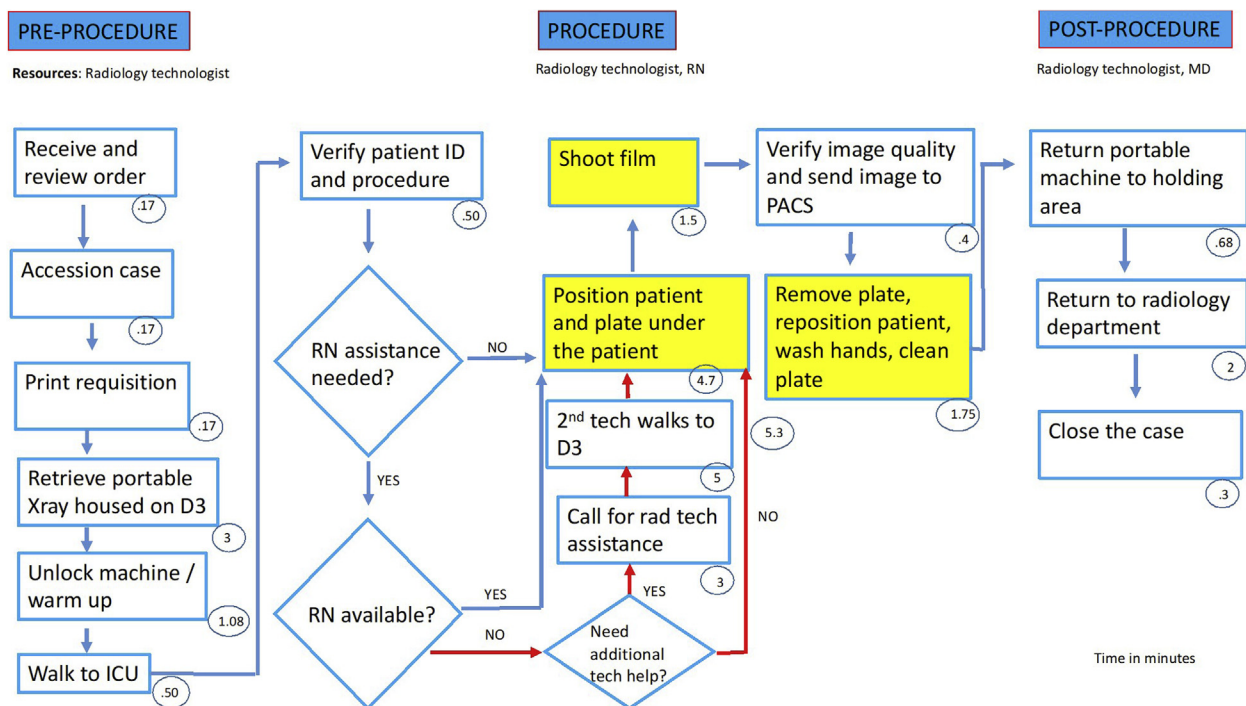 PRE-PROCEDURE
Resources: Radiology technologist
Receive and
review order
.17
Accession case
.17
Print requisition
.17
Retrieve portable
Xray housed on D3
3
Unlock machine /
warm up
1.08
Walk to ICU
.50
Verify patient ID
and procedure
.50
RN assistance
needed?
NO
YES
RN available?
YES
NO
PROCEDURE
Radiology technologist, RN
Shoot film
1.5
Position patient
and plate under
the patient
4.7
2nd tech walks to
D3
5
Call for rad tech
assistance
3
YES
Need
additional
tech help?
5.3
NO
Verify image quality
and send image to
PACS
.4
Remove plate,
reposition patient,
wash hands, clean
plate
1.75
POST-PROCEDURE
Radiology technologist, MD
Return portable
machine to holding
area
.68
Return to radiology
department
2
Close the case
.3
Time in minutes